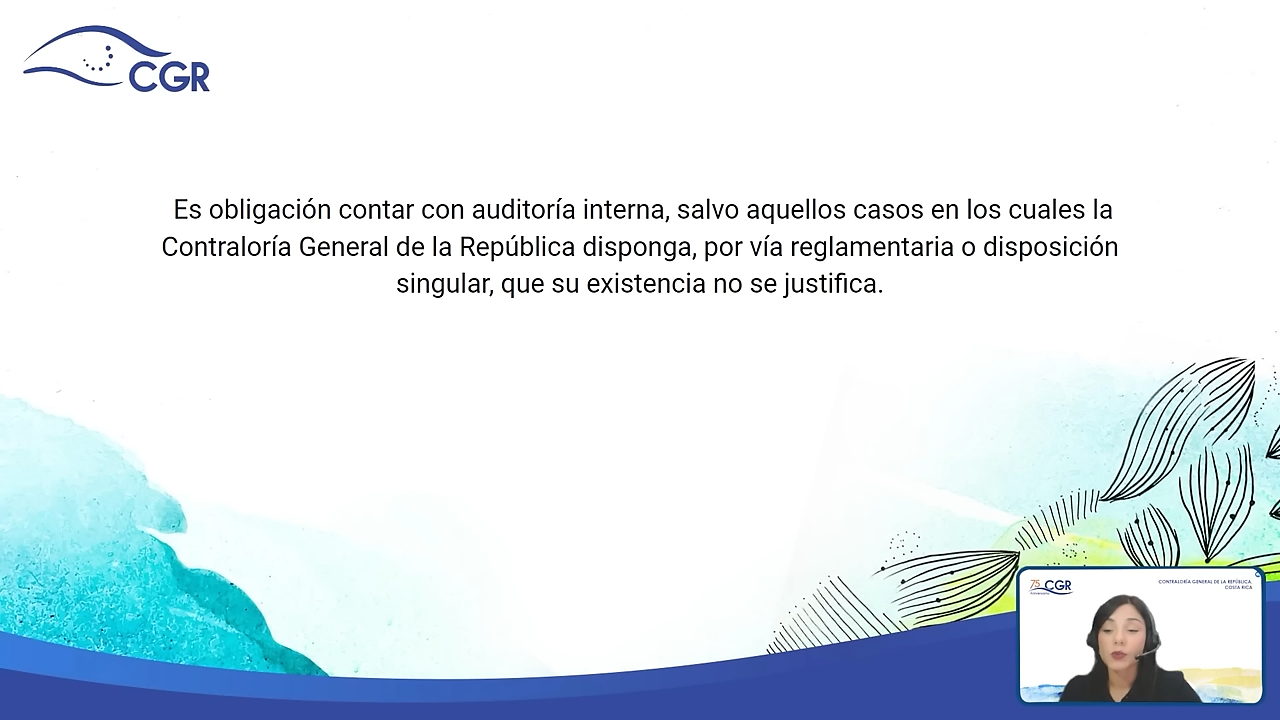 CGR
Es obligación contar con auditoría interna, salvo aquellos casos en los cuales la
Contraloría General de la República disponga, por vía reglamentaria o disposición
singular, que su existencia no se justifica.
75 CGR
CONTRALORÍA GENERAL DE LA REPÚBLICA,
COSTA RICA